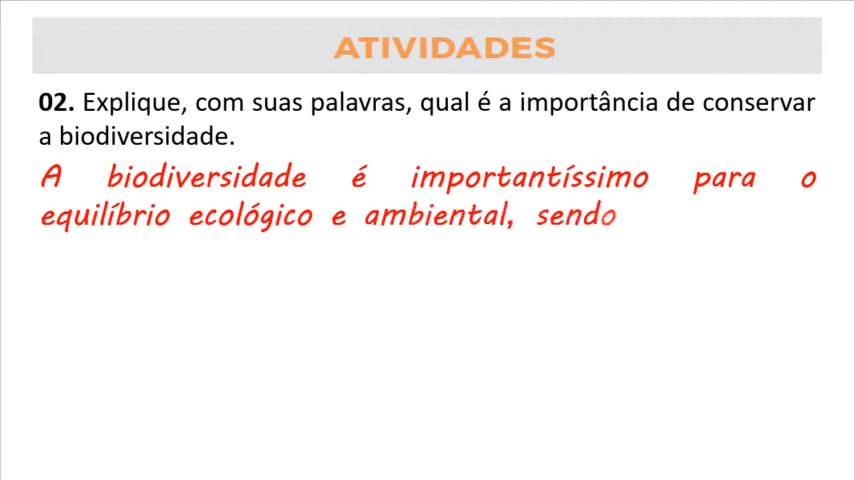 ATIVIDADES
02. Explique, com suas palavras, qual é a importância de conservar
a biodiversidade.
A biodiversidade é importantíssimo para o
equilíbrio ecológico e ambiental, sendo